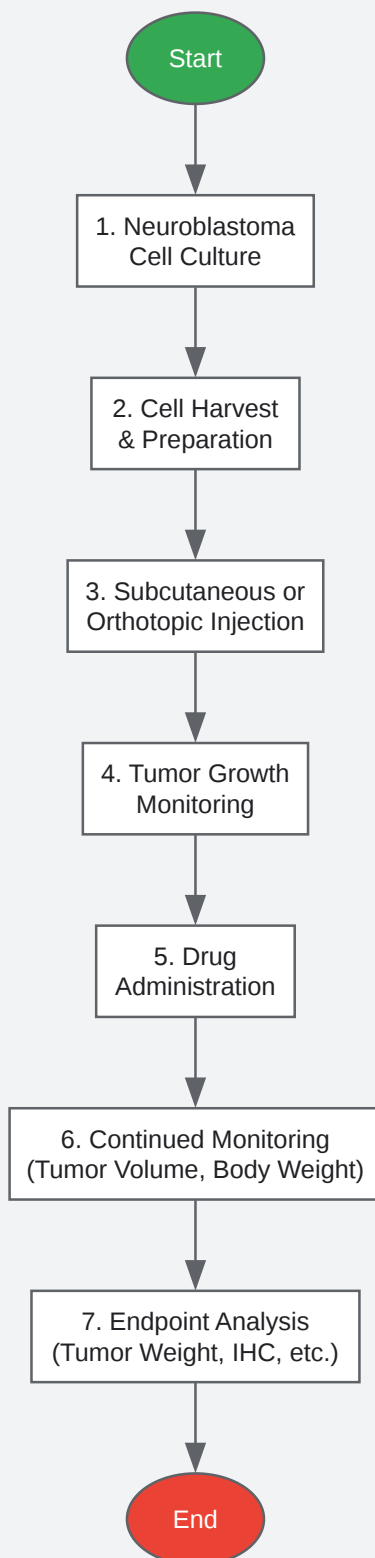 Start
1. Neuroblastoma
Cell Culture
2. Cell Harvest
& Preparation
3. Subcutaneous or
Orthotopic Injection
4. Tumor Growth
Monitoring
5. Drug
Administration
6. Continued Monitoring
(Tumor Volume, Body Weight)
7. Endpoint Analysis
(Tumor Weight, IHC, etc.)
End